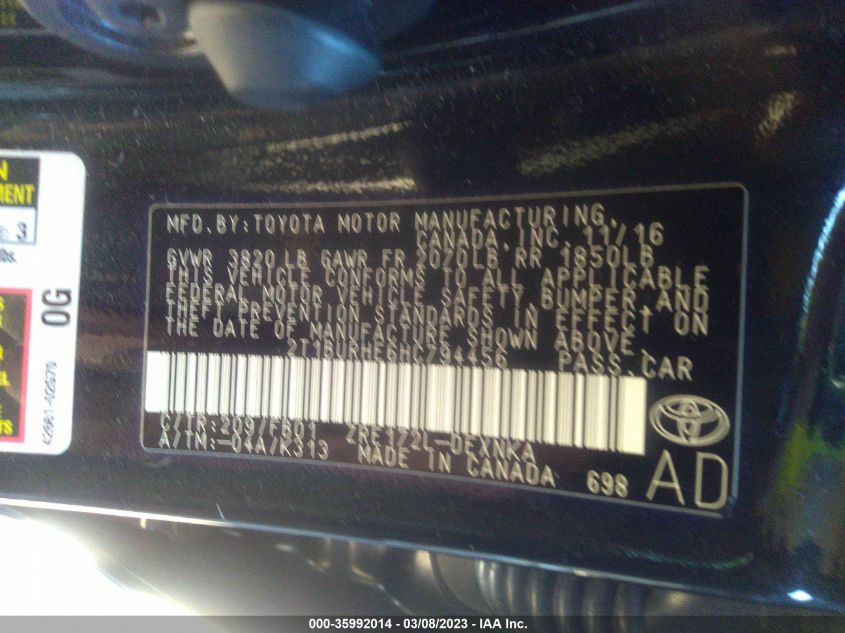 MFD.BY:TOYOTA MOTOR MANUFACTURING,
CANADA,INC. 11/16
GVWR 3820 LB GAWR FR 2070LB RR 1850LB
THIS VEHICLE CONFORMS TO ALL APPLICABLE
FEDERAL MOTOR VEHICLE SAFETY,BUMPER,AND
THEFT PREVENTION STANDARDS IN EFFECT ON
THE DATE OF MANUFACTURE SHOWN ABOVE.
2T1BURHE6HC794456 PASS.CAR
C/TR:209/FB01 ZRE172L-DEXNKA
A/TM:-04A/K313 MADE IN CANADA 698
AD
0G
3
000-35992014 - 03/08/2023 - IAA Inc.